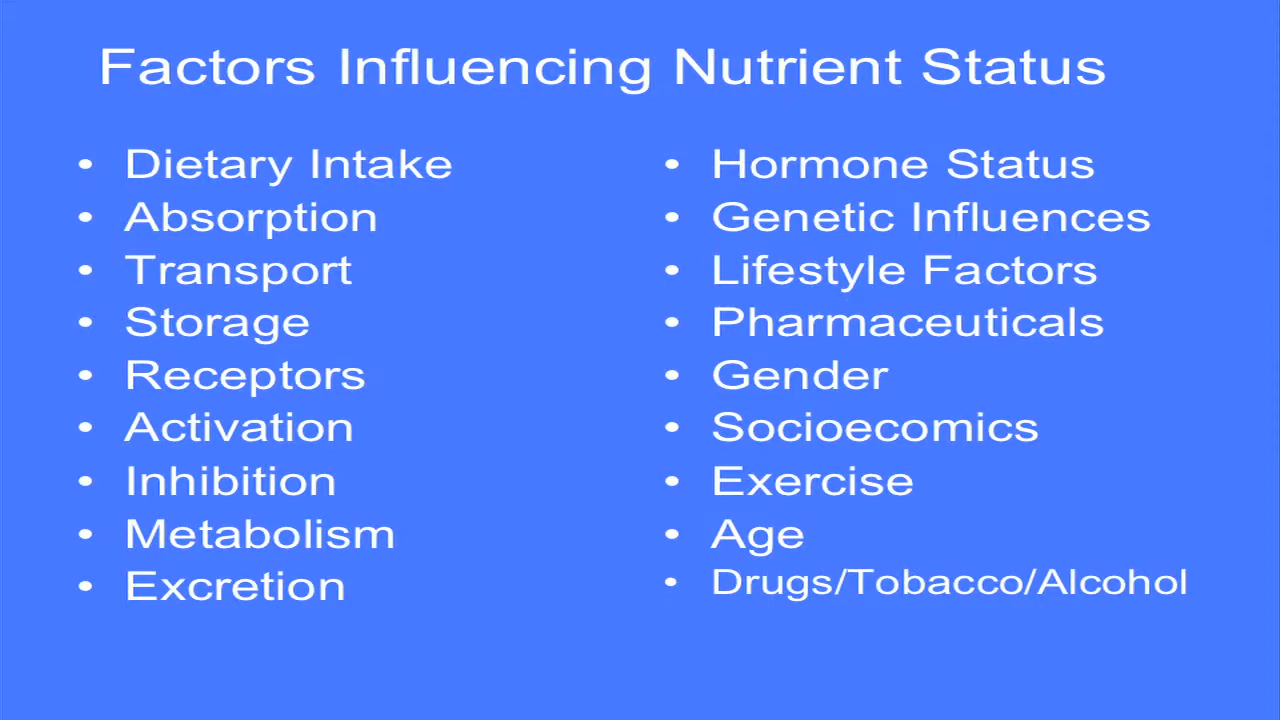 Factors Influencing Nutrient Status
• Dietary Intake
• Absorption
• Transport
• Storage
• Receptors
• Activation
• Inhibition
• Metabolism
• Excretion
• Hormone Status
• Genetic Influences
• Lifestyle Factors
• Pharmaceuticals
• Gender
• Socioecomics
• Exercise
• Age
• Drugs/Tobacco/Alcohol